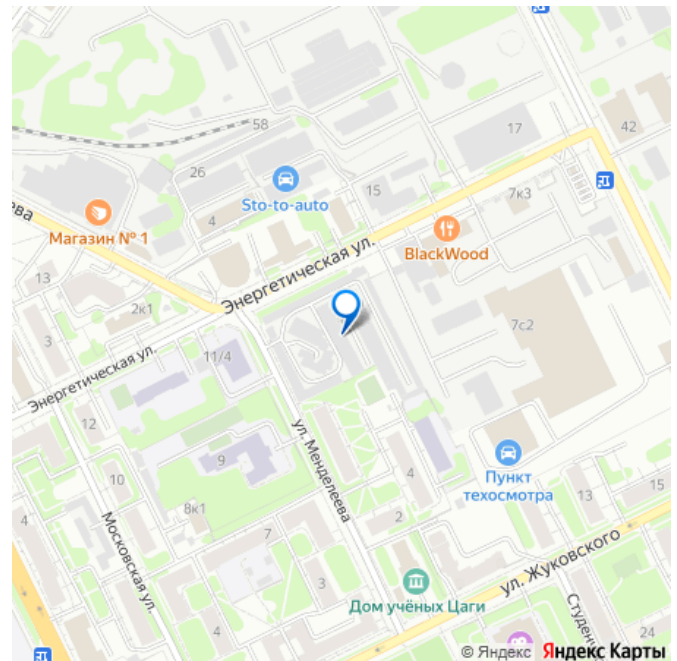 58
17
42
26
15
7к3
Sto-to-auto
4
BlackWood
ева
Магазин № 1
Энергетическая ул.
13
2к1
3
7с2
Энергетическая ул.
11/4
12
ул. Менделеева
9
10
4
Пункт
техосмотра
13
15
4
8к1
2
Московская ул.
7
ул. Жуковского
4
3
Дом учёных Цаги
Студенч
24
© Яндекс Яндекс Карты